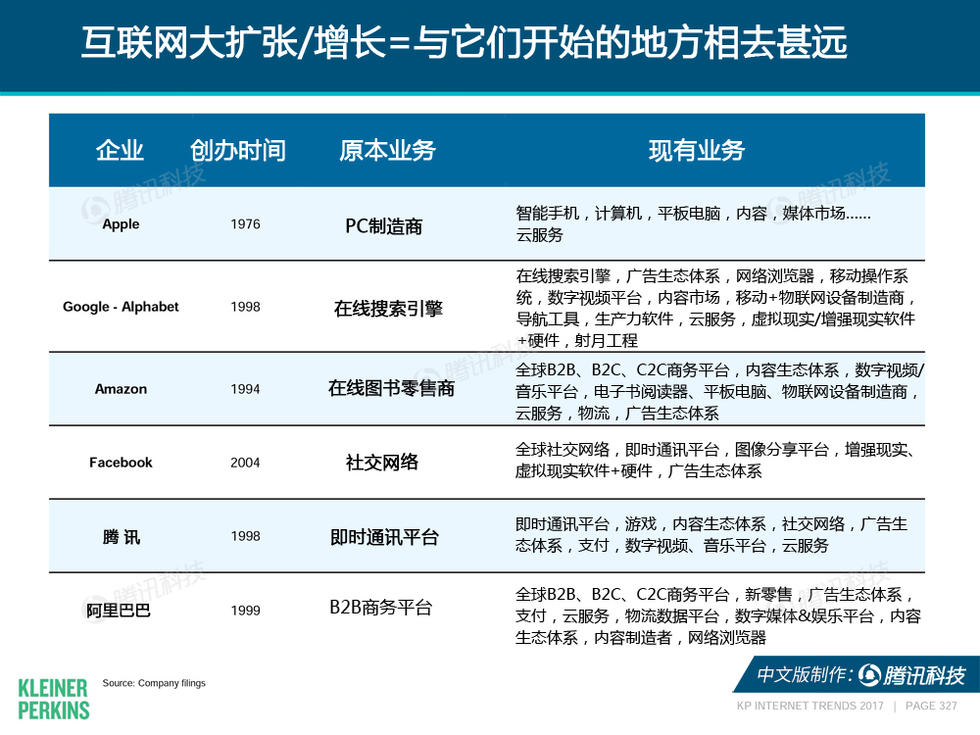 互联网大扩张/增长=与它们开始的地方相去甚远
企业 创办时间 原本业务 现有业务
Apple 1976 PC制造商 智能手机，计算机，平板电脑，内容，媒体市场……
云服务
Google - Alphabet 1998 在线搜索引擎 在线搜索引擎，广告生态体系，网络浏览器，移动操作系
统，数字视频平台，内容市场，移动+物联网设备制造商，
导航工具，生产力软件，云服务，虚拟现实/增强现实软件
+硬件，射月工程
Amazon 1994 在线图书零售商 全球B2B、B2C、C2C商务平台，内容生态体系，数字视频/
音乐平台，电子书阅读器、平板电脑、物联网设备制造商，
云服务，物流，广告生态体系
Facebook 2004 社交网络 全球社交网络，即时通讯平台，图像分享平台，增强现实、
虚拟现实软件+硬件，广告生态体系
腾 讯 1998 即时通讯平台 即时通讯平台，游戏，内容生态体系，社交网络，广告生
态体系，支付，数字视频、音乐平台，云服务
阿里巴巴 1999 B2B商务平台 全球B2B、B2C、C2C商务平台，新零售，广告生态体系，
支付，云服务，物流数据平台，数字媒体&娱乐平台，内容
生态体系，内容制造者，网络浏览器
腾讯科技
腾讯科技
腾讯科技
腾讯科技
腾讯科技
KLEINER
PERKINS
Source: Company filings
中文版制作：腾讯科技
KP INTERNET TRENDS 2017 | PAGE 327